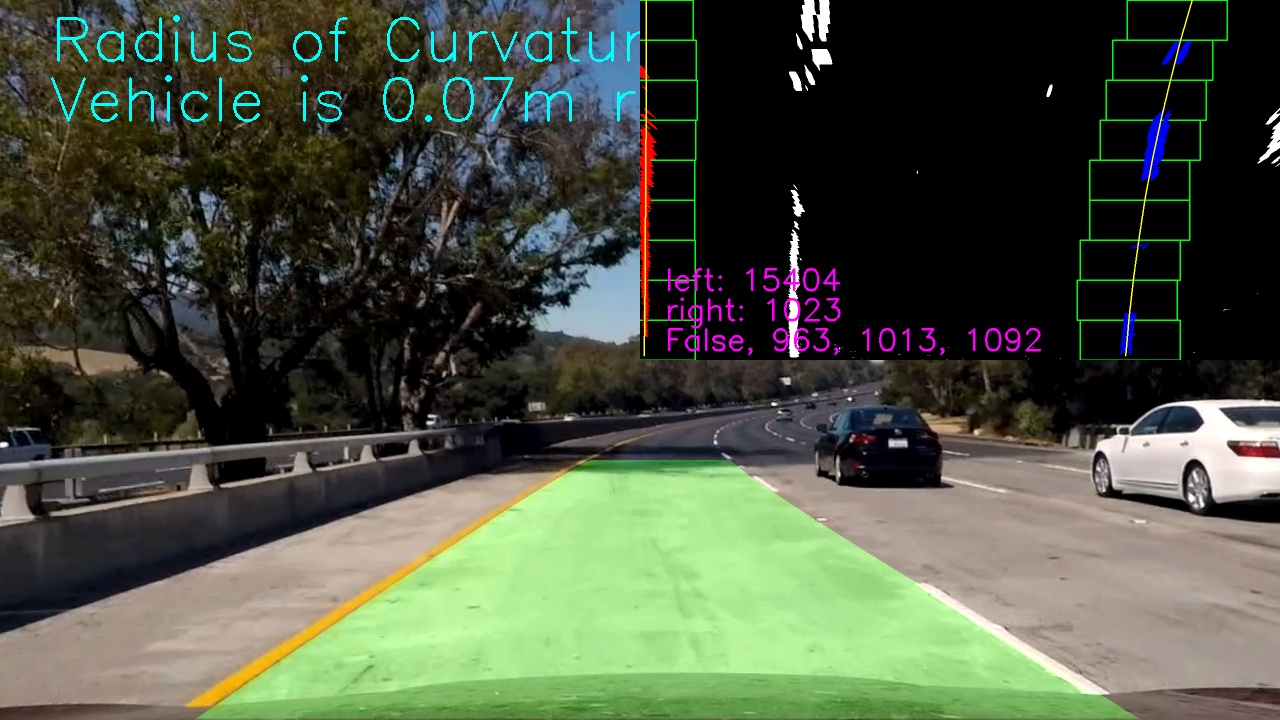 Radius of Curvatur
Vehicle is 0.07m r
left: 15404
right: 1023
False, 963, 1013, 1092